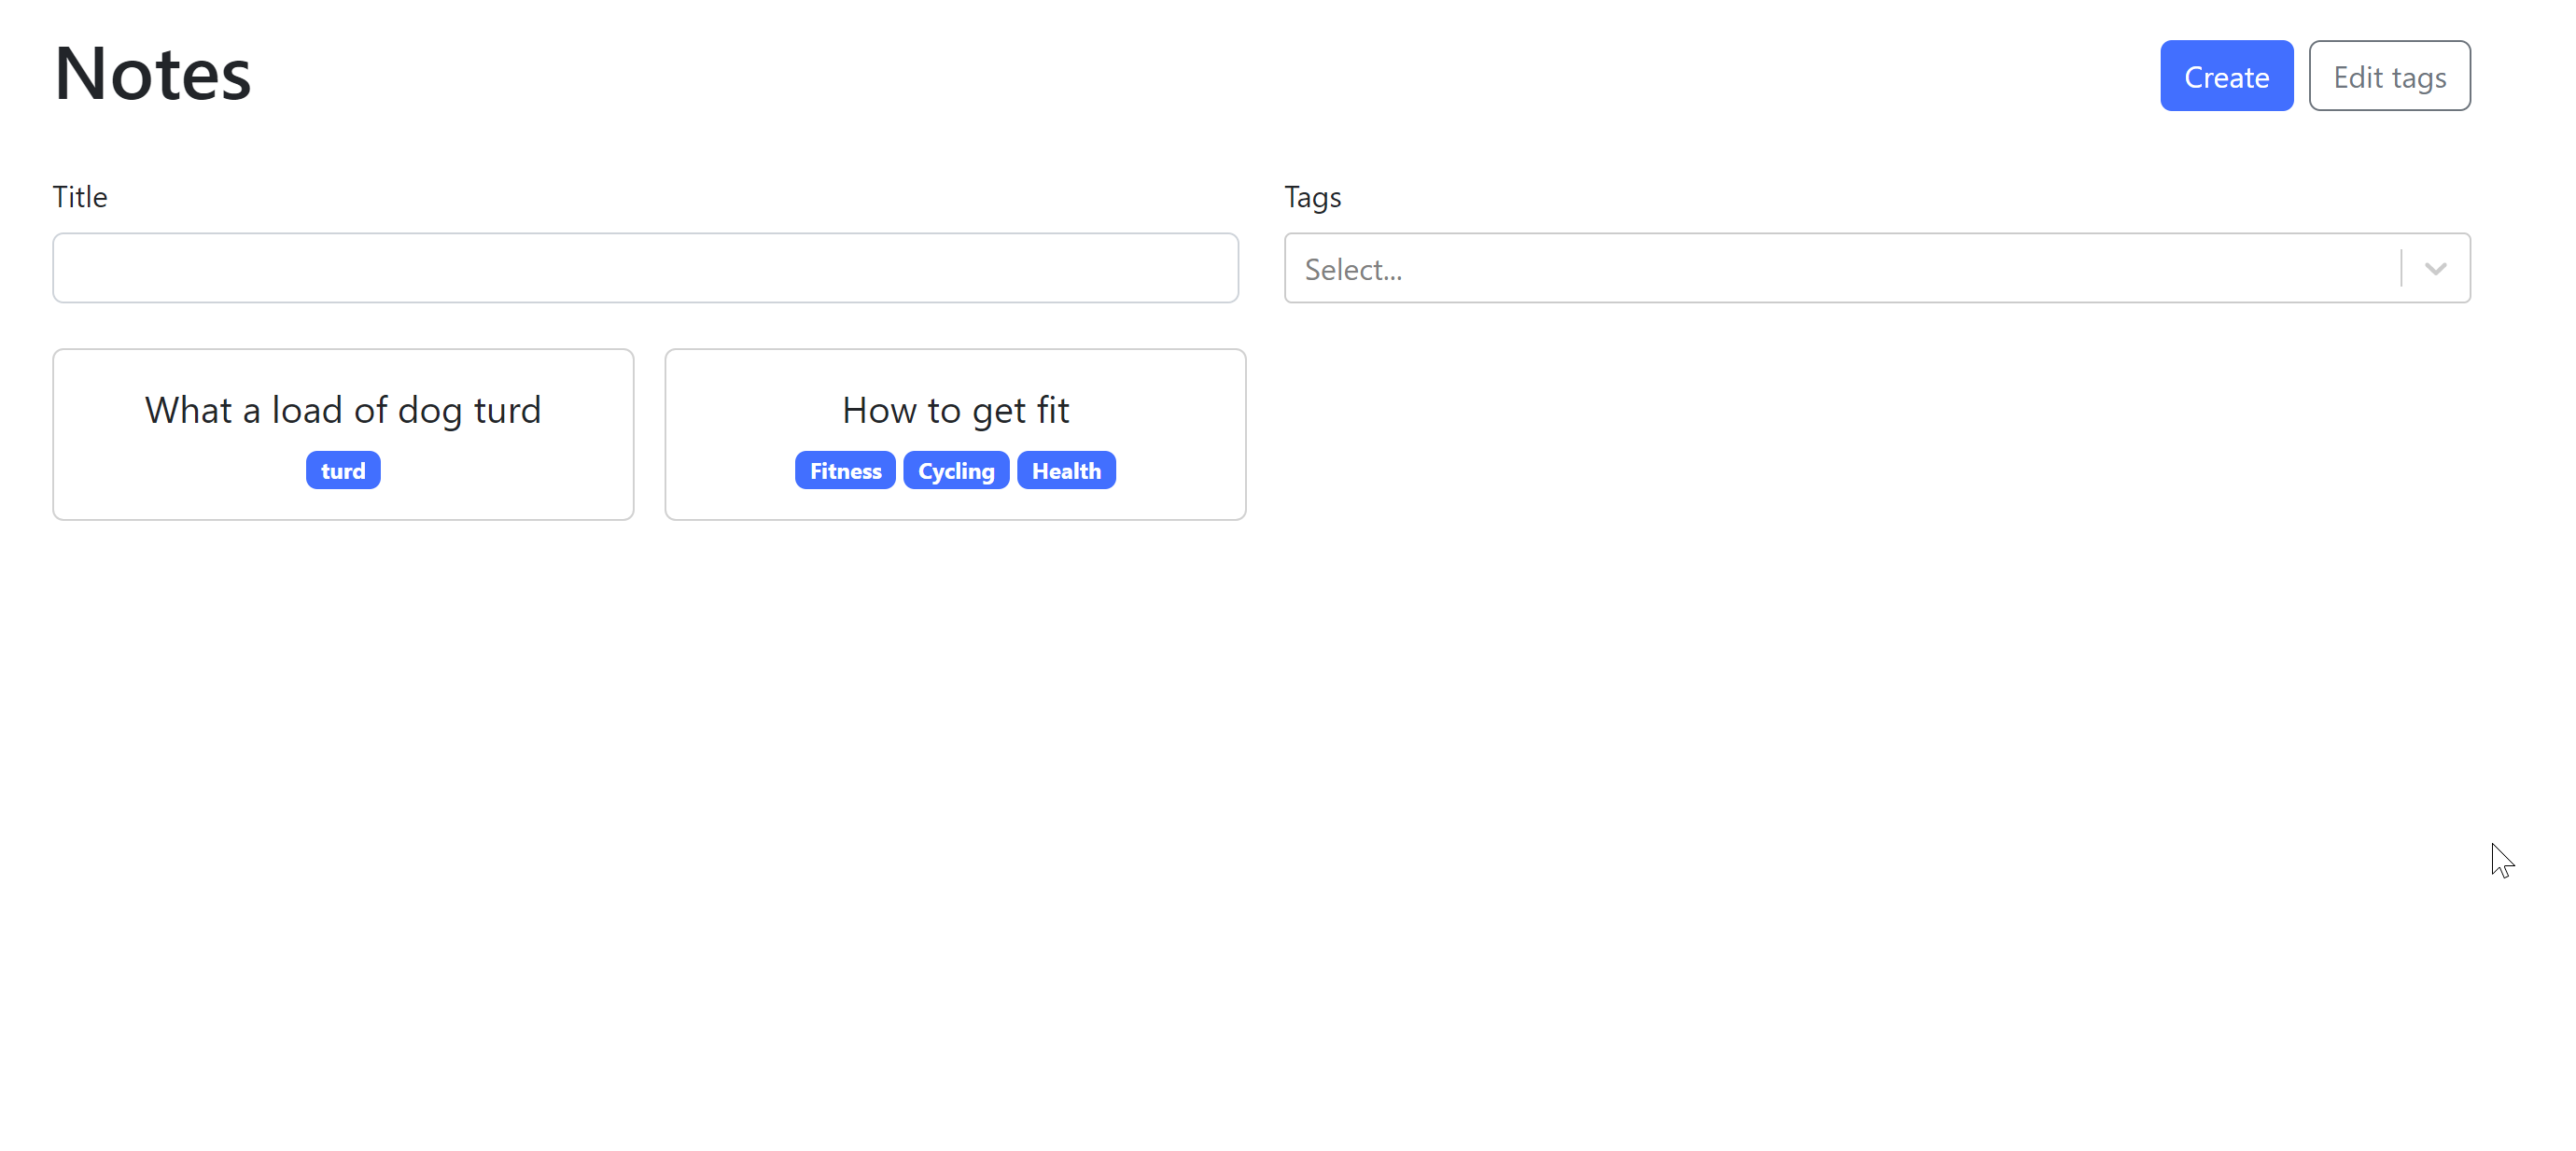 Notes
Create
Edit tags
Title
Tags
Select...
What a load of dog turd
turd
How to get fit
Fitness Cycling Health